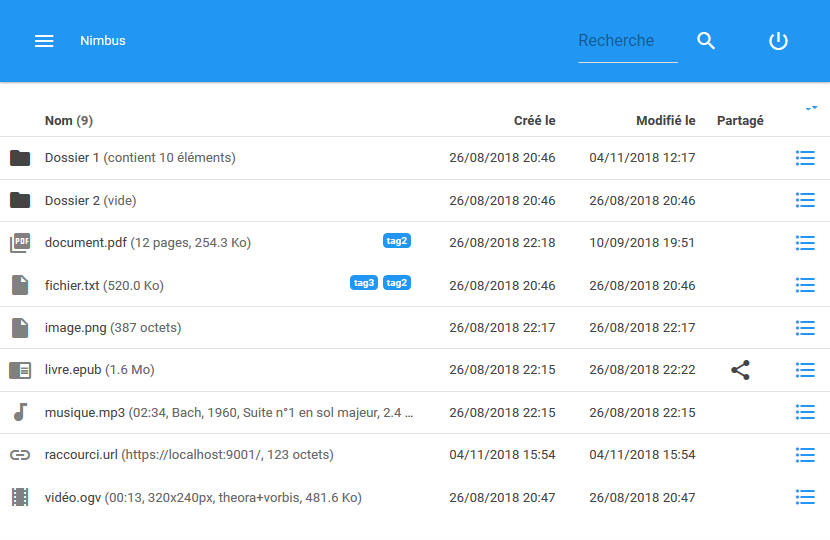 Nimbus Recherche
Nom (9) Créé le Modifié le Partagé
Dossier 1 (contient 10 éléments) 26/08/2018 20:46 04/11/2018 12:17
Dossier 2 (vide) 26/08/2018 20:46 26/08/2018 20:46
PDF document.pdf (12 pages, 254.3 Ko) tag2 26/08/2018 22:18 10/09/2018 19:51
fichier.txt (520.0 Ko) tag3 tag2 26/08/2018 20:46 26/08/2018 20:46
image.png (387 octets) 26/08/2018 22:17 26/08/2018 22:17
livre.epub (1.6 Mo) 26/08/2018 22:15 26/08/2018 22:22
musique.mp3 (02:34, Bach, 1960, Suite n°1 en sol majeur, 2.4 ... 26/08/2018 22:15 26/08/2018 22:15
raccourci.url (https://localhost:9001/, 123 octets) 04/11/2018 15:54 04/11/2018 15:54
vidéo.ogv (00:13, 320x240px, theora+vorbis, 481.6 Ko) 26/08/2018 20:47 26/08/2018 20:47